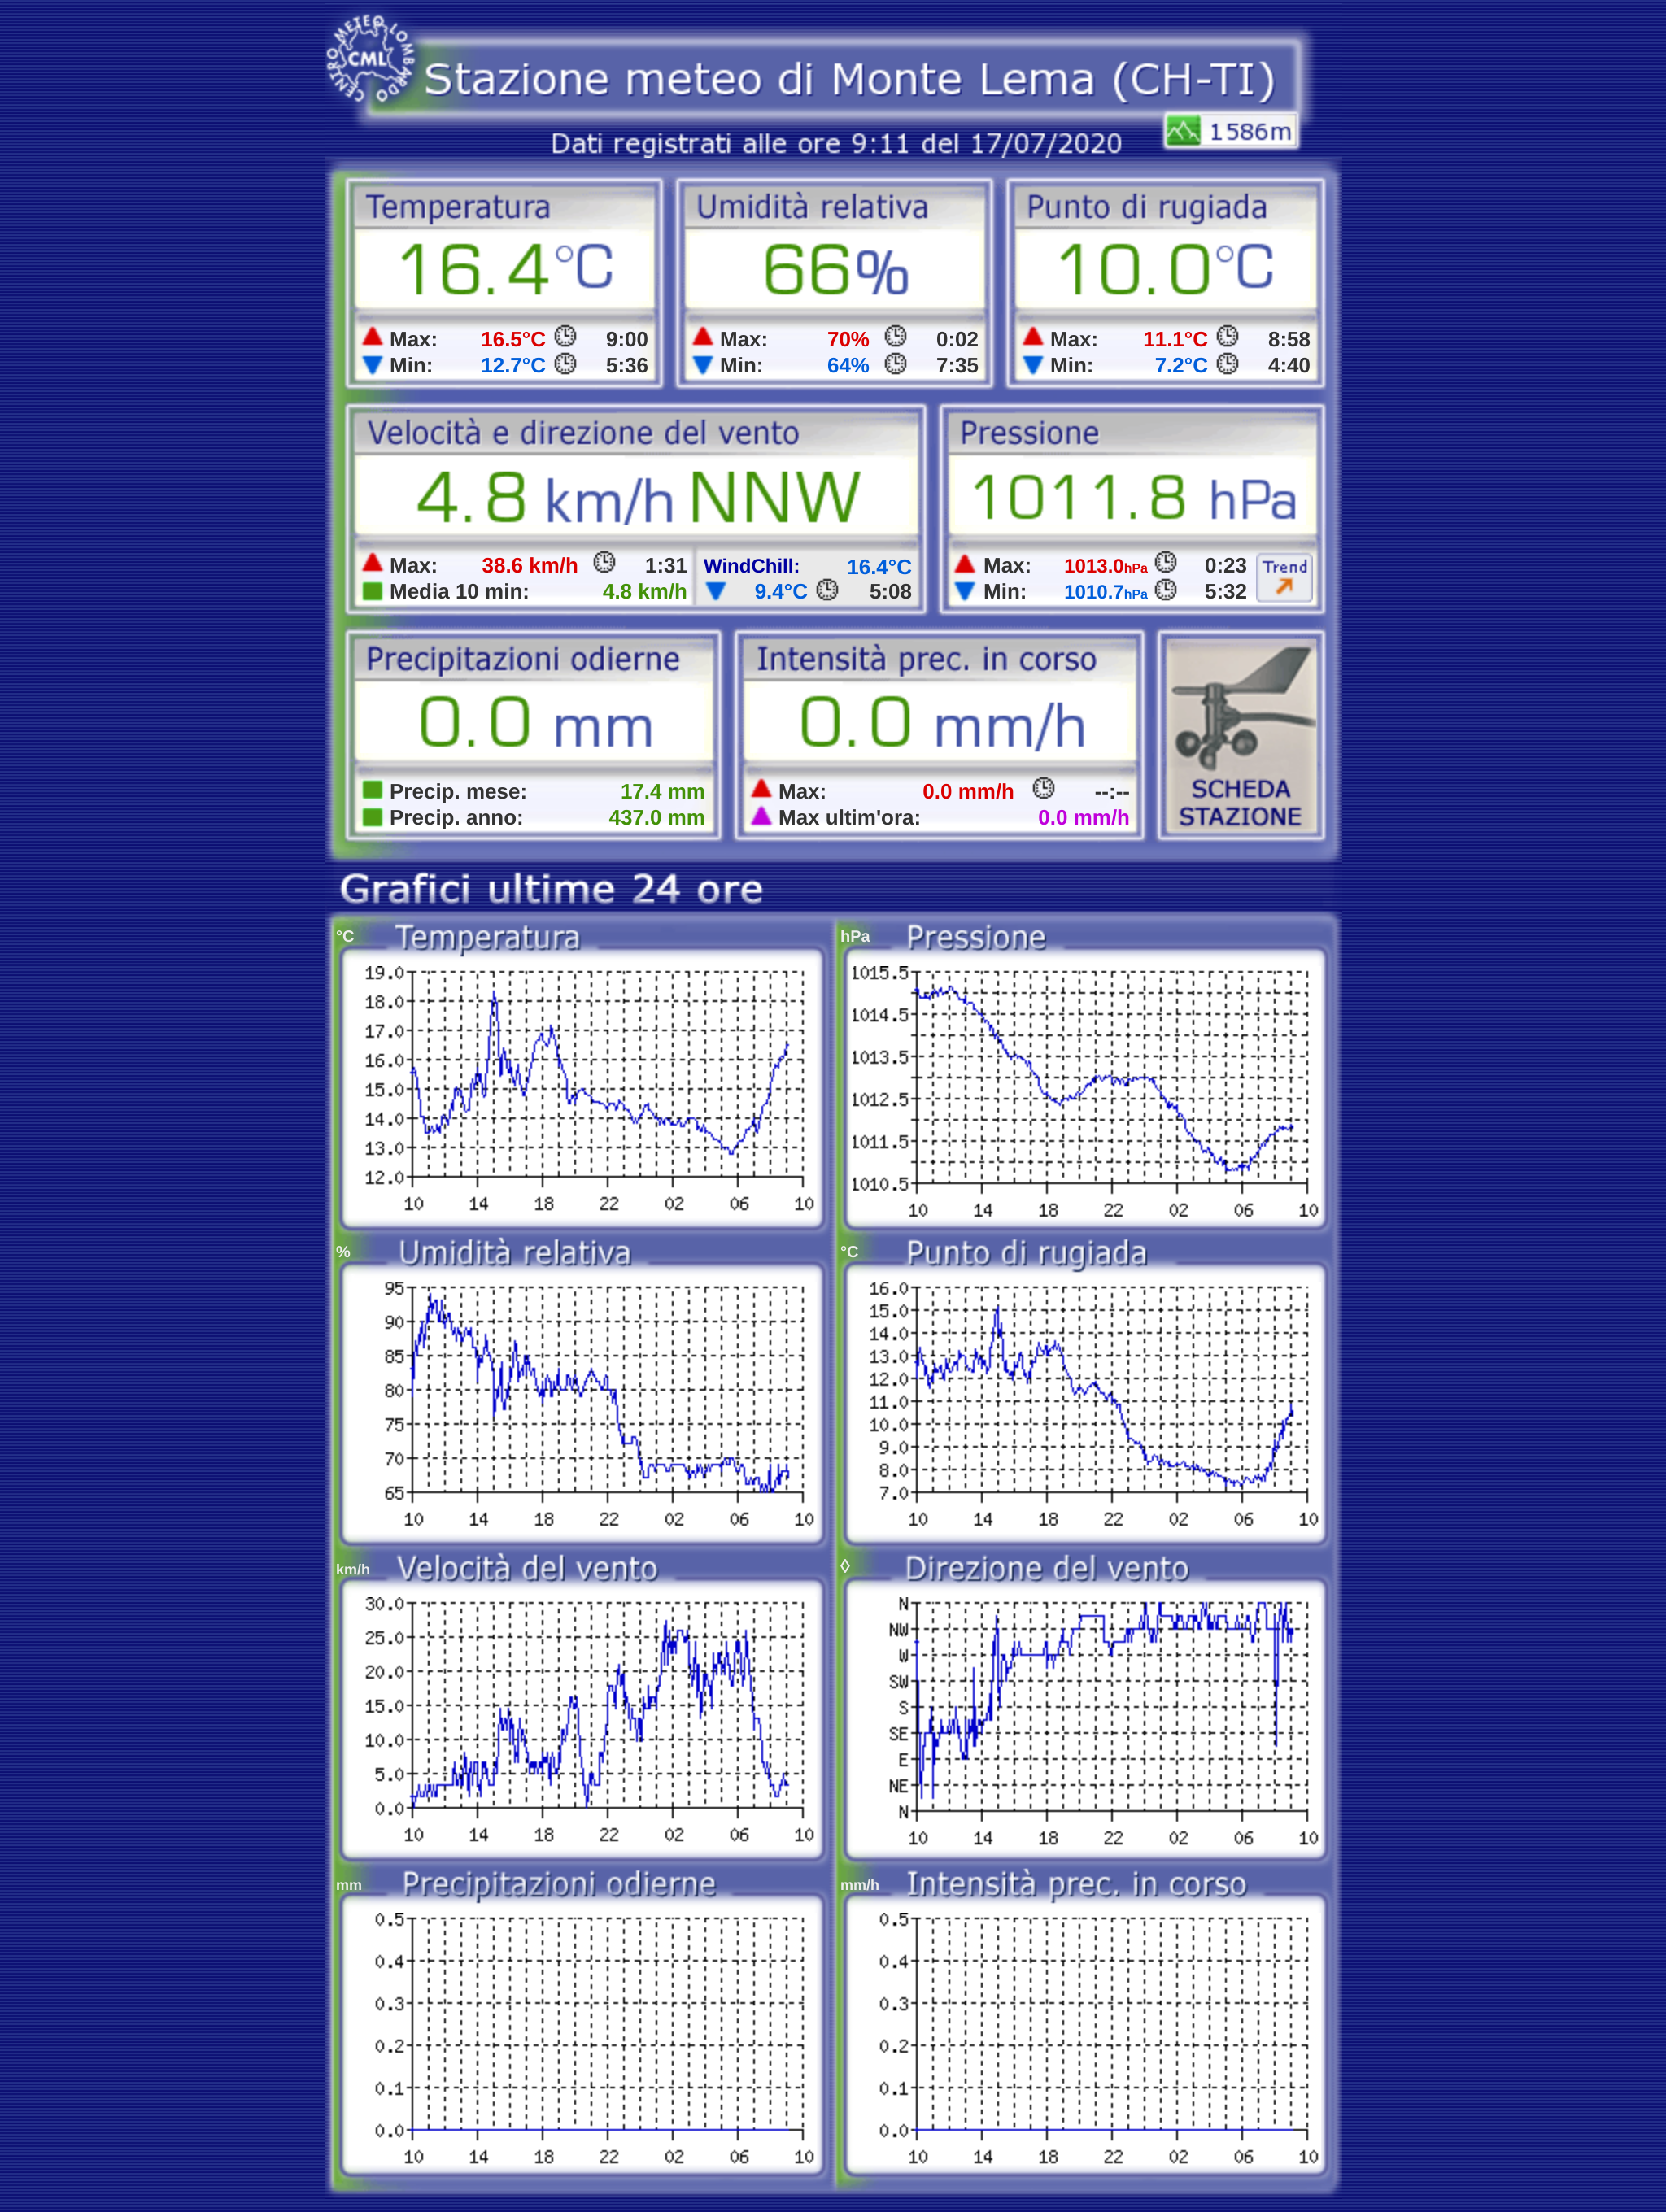 CENTRO METEO LOMBARDO
CML
Stazione meteo di Monte Lema (CH-TI)
1586m
Dati registrati alle ore 9:11 del 17/07/2020
Temperatura
16.4°C
Max: 16.5°C 9:00
Min: 12.7°C 5:36
Umidità relativa
66%
Max: 70% 0:02
Min: 64% 7:35
Punto di rugiada
10.0°C
Max: 11.1°C 8:58
Min: 7.2°C 4:40
Velocità e direzione del vento
4.8 km/h NNW
Max: 38.6 km/h 1:31
Media 10 min: 4.8 km/h
WindChill: 16.4°C
9.4°C 5:08
Pressione
1011.8 hPa
Max: 1013.0hPa 0:23
Min: 1010.7hPa 5:32
Trend
Precipitazioni odierne
0.0 mm
Precip. mese: 17.4 mm
Precip. anno: 437.0 mm
Intensità prec. in corso
0.0 mm/h
Max: 0.0 mm/h --:--
Max ultim'ora: 0.0 mm/h
SCHEDA
STAZIONE
Grafici ultime 24 ore
°C Temperatura
19.0
18.0
17.0
16.0
15.0
14.0
13.0
12.0
10 14 18 22 02 06 10
hPa Pressione
1015.5
1014.5
1013.5
1012.5
1011.5
1010.5
10 14 18 22 02 06 10
% Umidità relativa
95
90
85
80
75
70
65
10 14 18 22 02 06 10
°C Punto di rugiada
16.0
15.0
14.0
13.0
12.0
11.0
10.0
9.0
8.0
7.0
10 14 18 22 02 06 10
km/h Velocità del vento
30.0
25.0
20.0
15.0
10.0
5.0
0.0
10 14 18 22 02 06 10
◊ Direzione del vento
N
NW
W
SW
S
SE
E
NE
N
10 14 18 22 02 06 10
mm Precipitazioni odierne
0.5
0.4
0.3
0.2
0.1
0.0
10 14 18 22 02 06 10
mm/h Intensità prec. in corso
0.5
0.4
0.3
0.2
0.1
0.0
10 14 18 22 02 06 10